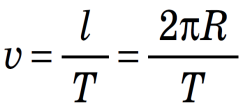 v = l/T = 2πR/T